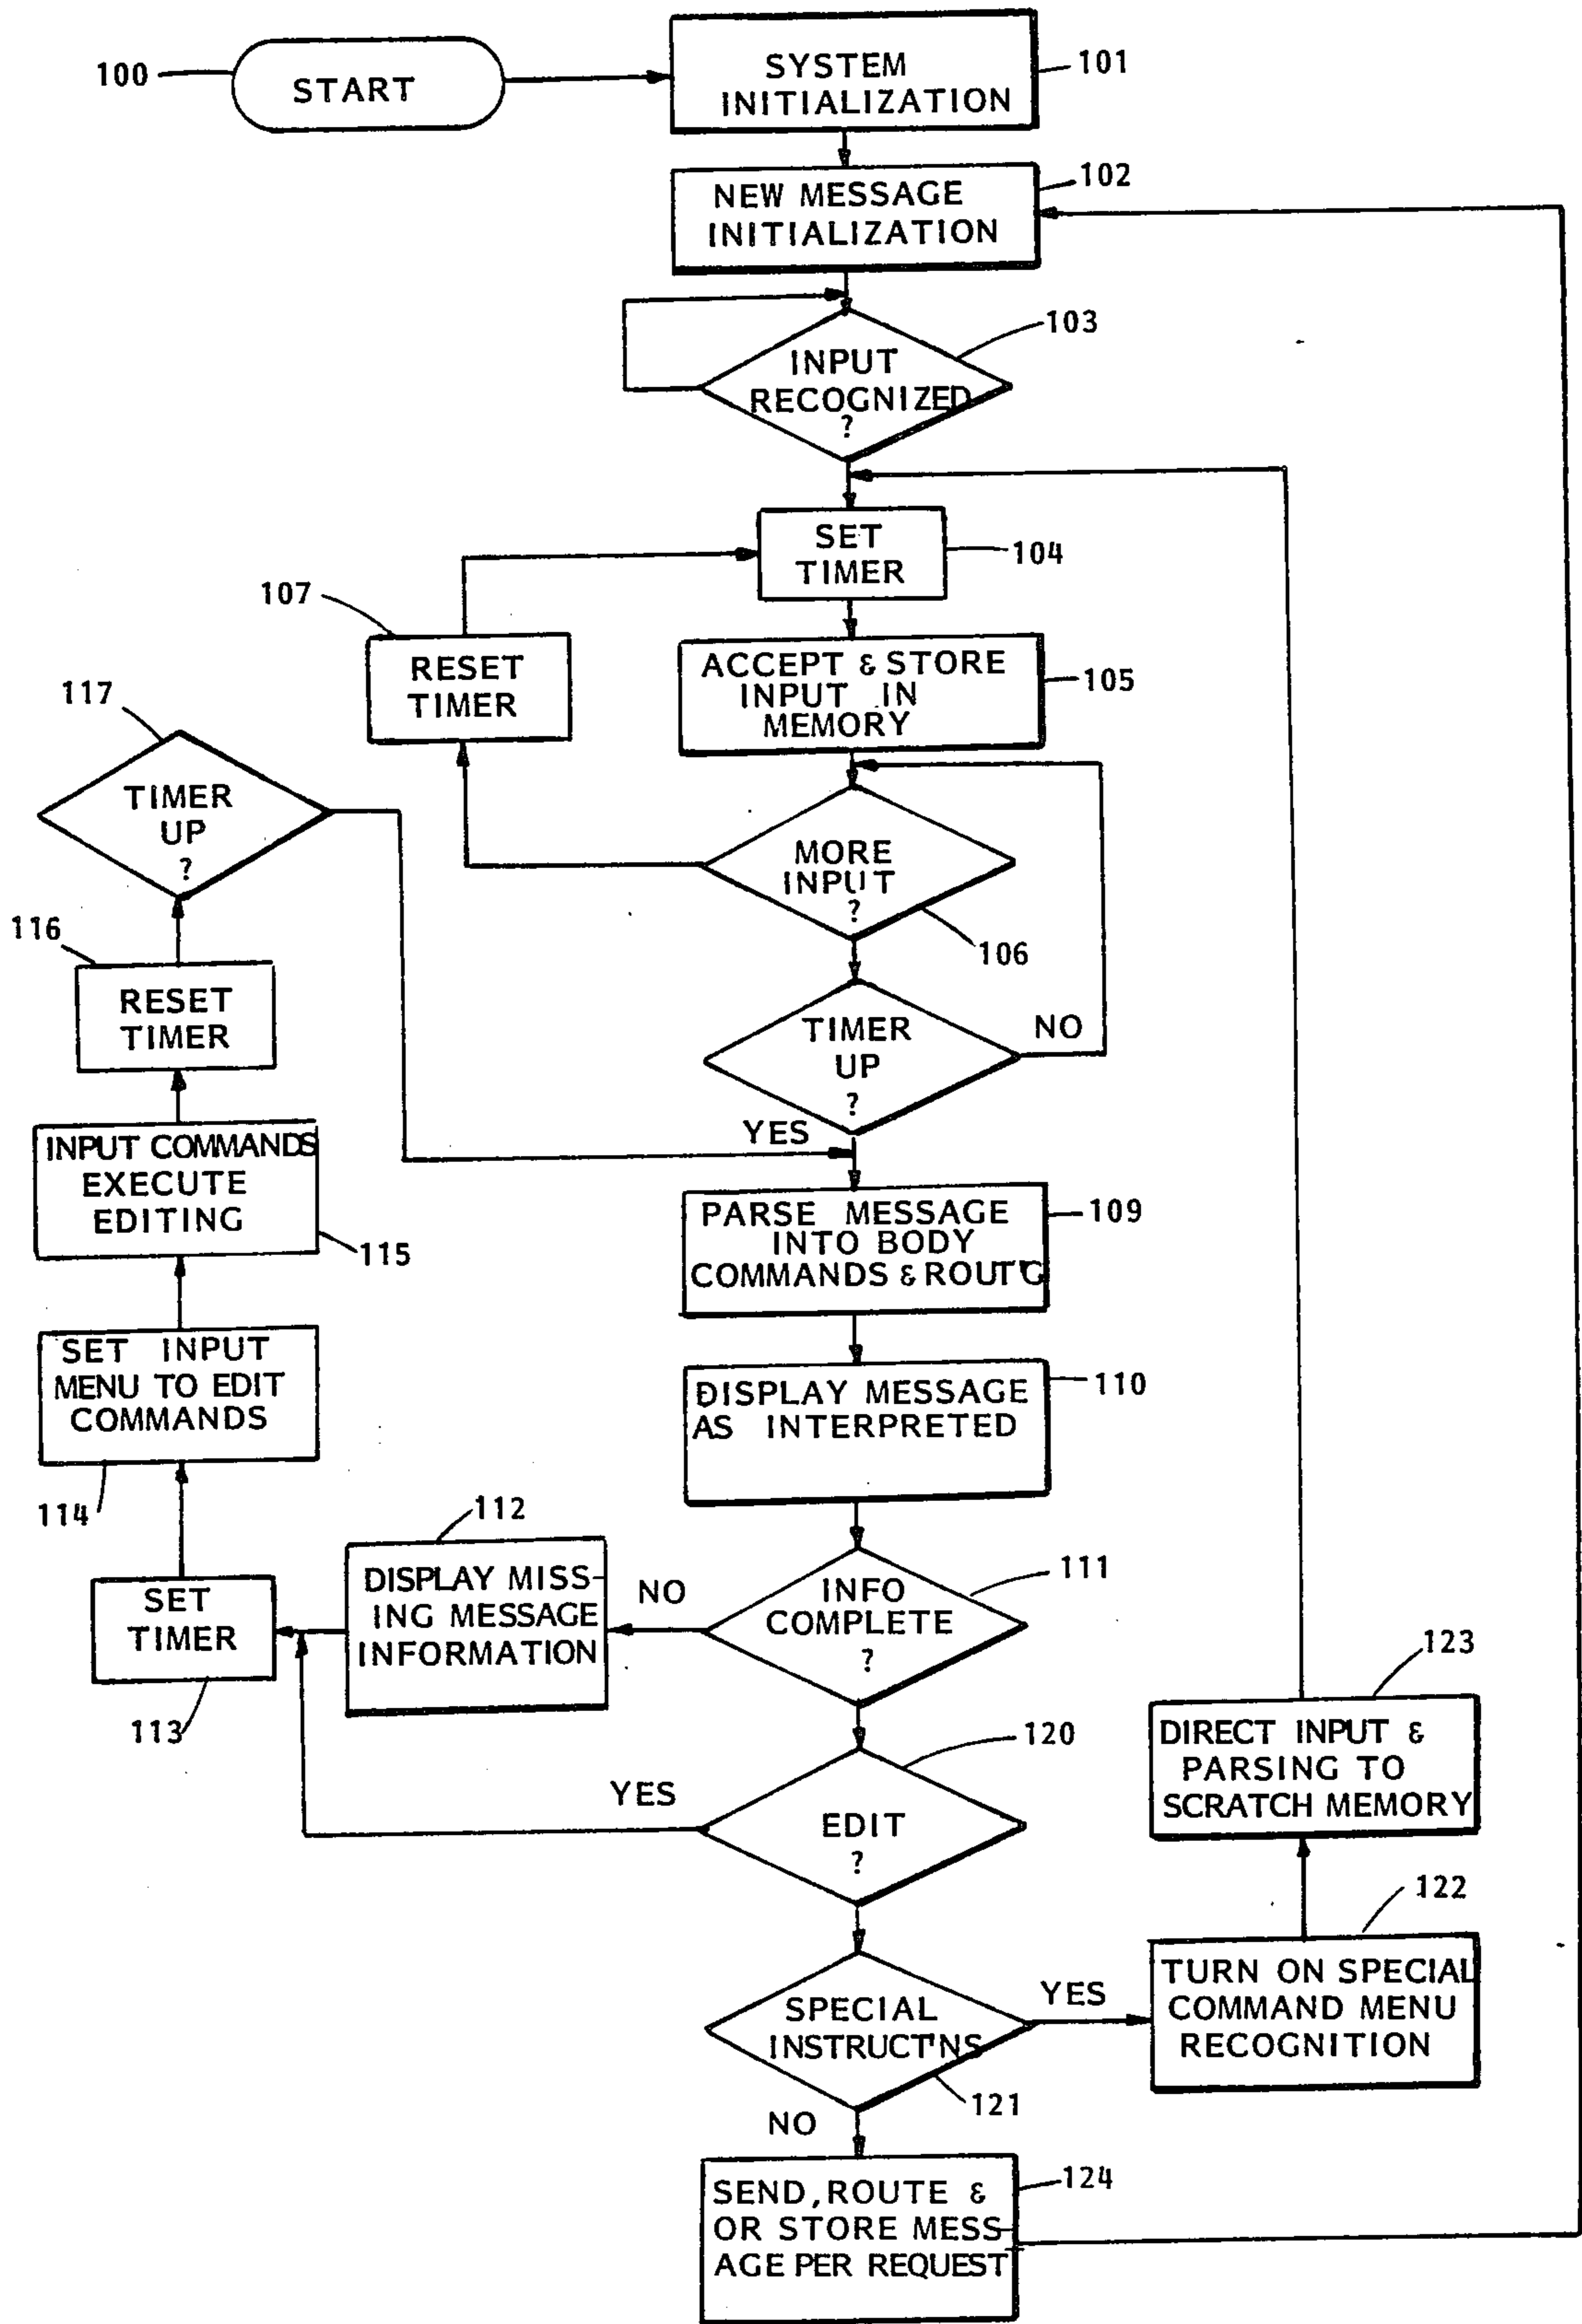 100
START
SYSTEM
INITIALIZATION
101
NEW MESSAGE
INITIALIZATION
102
INPUT
RECOGNIZED
?
103
SET
TIMER
104
107
RESET
TIMER
ACCEPT & STORE
INPUT IN
MEMORY
105
117
TIMER
UP
?
MORE
INPUT
?
106
116
RESET
TIMER
TIMER
UP
?
NO
YES
INPUT COMMANDS
EXECUTE
EDITING
115
PARSE MESSAGE
INTO BODY
COMMANDS & ROUT'G
109
SET INPUT
MENU TO EDIT
COMMANDS
114
DISPLAY MESSAGE
AS INTERPRETED
110
112
DISPLAY MISS-
ING MESSAGE
INFORMATION
NO
INFO
COMPLETE
?
111
SET
TIMER
113
120
YES
EDIT
?
123
DIRECT INPUT &
PARSING TO
SCRATCH MEMORY
122
TURN ON SPECIAL
COMMAND MENU
RECOGNITION
SPECIAL
INSTRUCT'NS
YES
121
NO
SEND, ROUTE &
OR STORE MESS-
AGE PER REQUEST
124